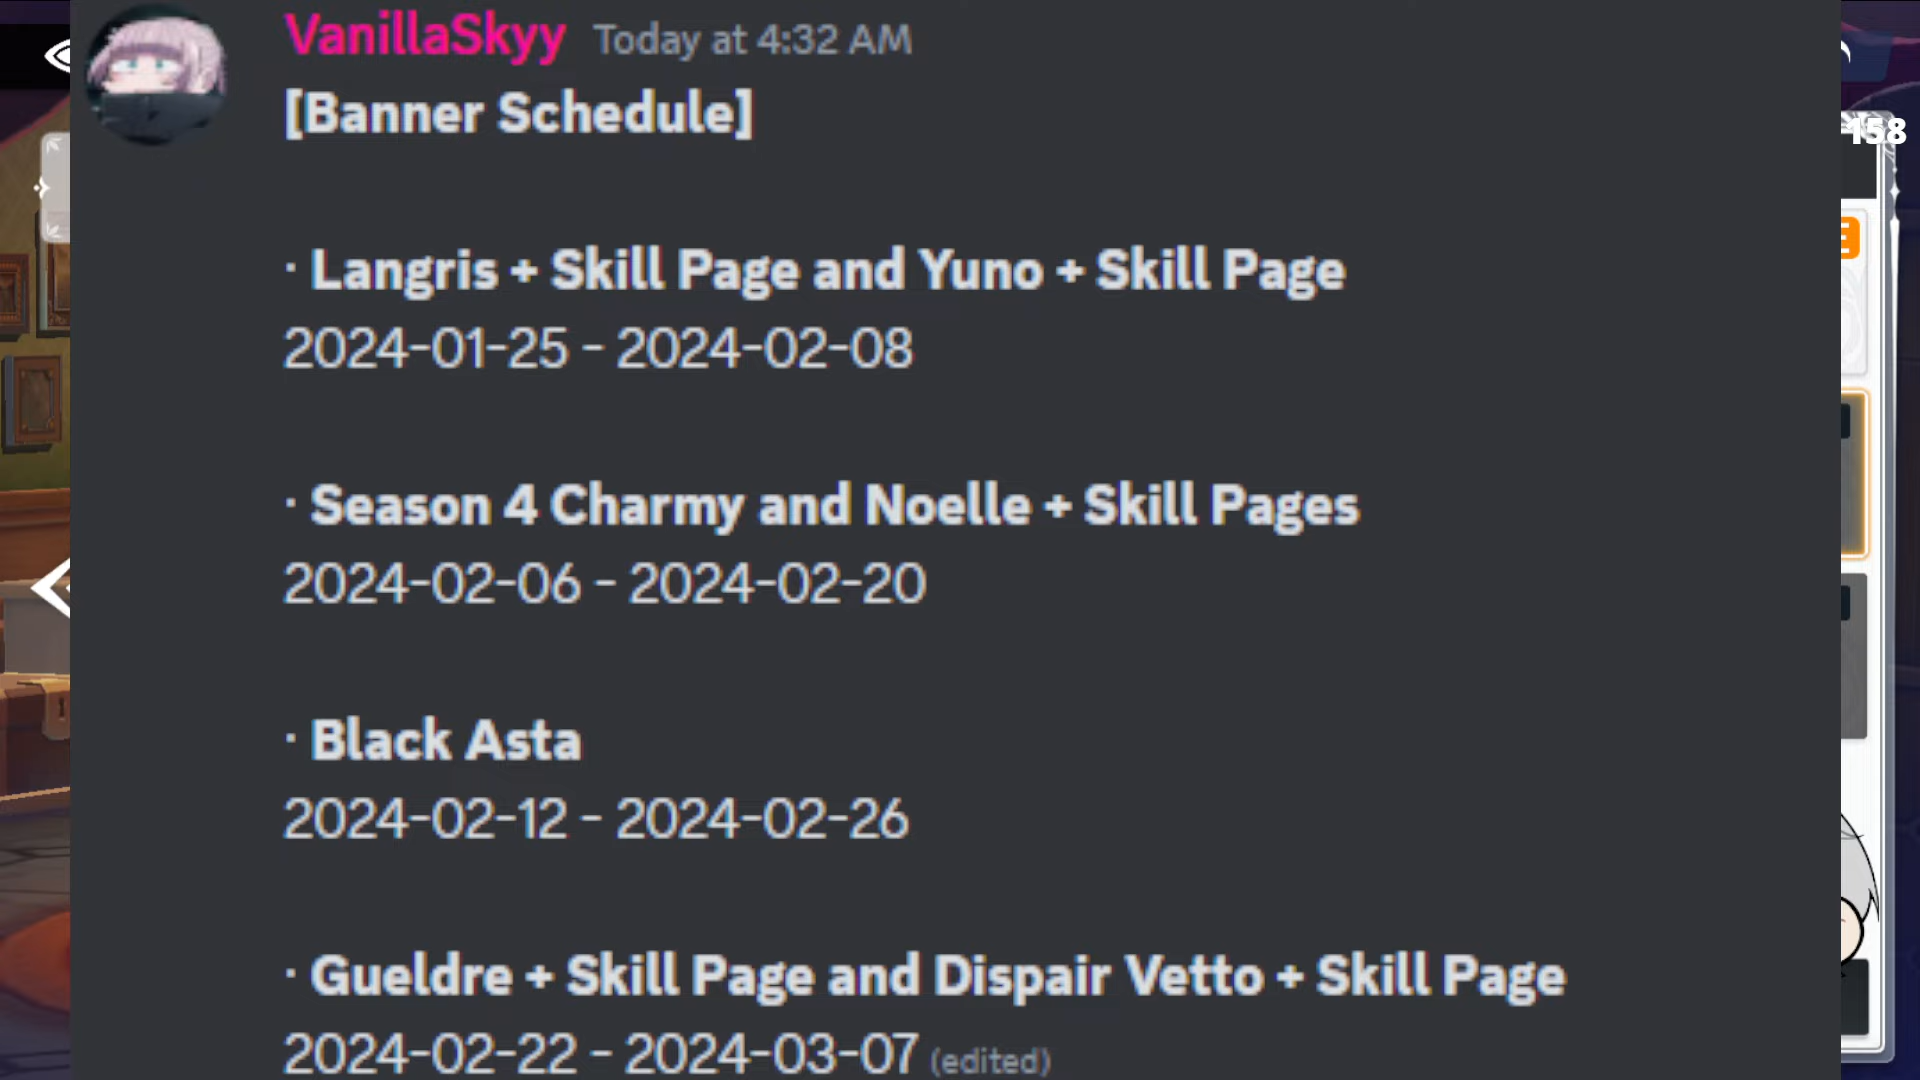 VanillaSkyy Today at 4:32 AM
[Banner Schedule]
158
· Langris + Skill Page and Yuno + Skill Page
2024-01-25 - 2024-02-08
· Season 4 Charmy and Noelle + Skill Pages
2024-02-06 - 2024-02-20
· Black Asta
2024-02-12 - 2024-02-26
· Gueldre + Skill Page and Dispair Vetto + Skill Page
2024-02-22 - 2024-03-07 (edited)